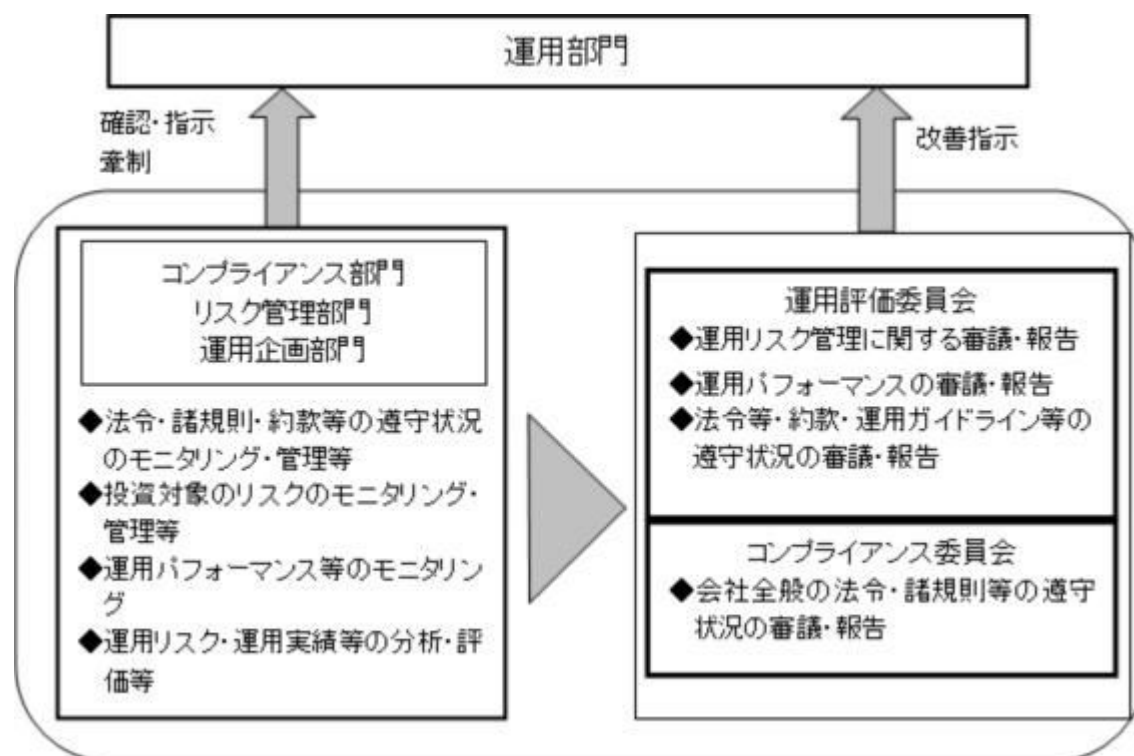 運用部門
確認・指示
牽制
改善指示
コンプライアンス部門
リスク管理部門
運用企画部門
◆法令・諸規則・約款等の遵守状況
のモニタリング・管理等
◆投資対象のリスクのモニタリング・
管理等
◆運用パフォーマンス等のモニタリン
グ
◆運用リスク・運用実績等の分析・評
価等
運用評価委員会
◆運用リスク管理に関する審議・報告
◆運用パフォーマンスの審議・報告
◆法令等・約款・運用ガイドライン等の
遵守状況の審議・報告
コンプライアンス委員会
◆会社全般の法令・諸規則等の遵守
状況の審議・報告